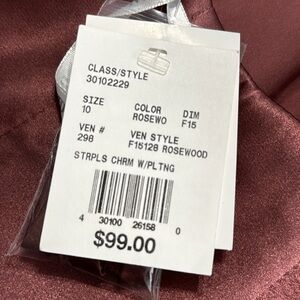 CLASS/STYLE
30102229
SIZE COLOR DIM
10 ROSEWO F15
VEN # VEN STYLE
298 F15128 ROSEWOOD
STRPLS CHRM W/PLTNG
4 30100 26158 0
$99.00